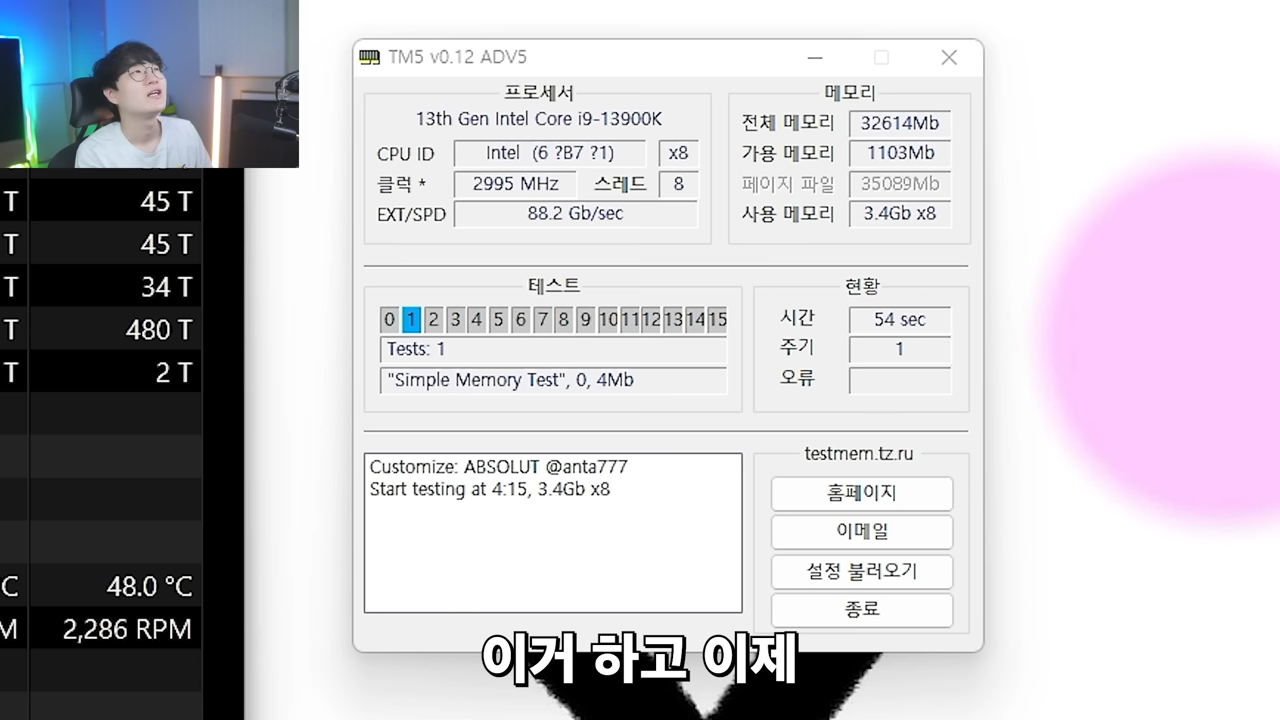 TM5 v0.12 ADV5
프로세서
13th Gen Intel Core i9-13900K
CPU ID
Intel (6 ?B7 ?1)
x8
클럭 *
2995 MHz
스레드
8
EXT/SPD
88.2 Gb/sec
메모리
전체 메모리
32614Mb
가용 메모리
1103Mb
페이지 파일
35089Mb
사용 메모리
3.4Gb x8
T 45 T
T 45 T
T 34 T
T 480 T
T 2 T
C 48.0 °C
M 2,286 RPM
테스트
0 1 2 3 4 5 6 7 8 9 10 11 12 13 14 15
Tests: 1
"Simple Memory Test", 0, 4Mb
현황
시간
54 sec
주기
1
오류
Customize: ABSOLUT @anta777
Start testing at 4:15, 3.4Gb x8
testmem.tz.ru
홈페이지
이메일
설정 불러오기
종료
이거 하고 이제